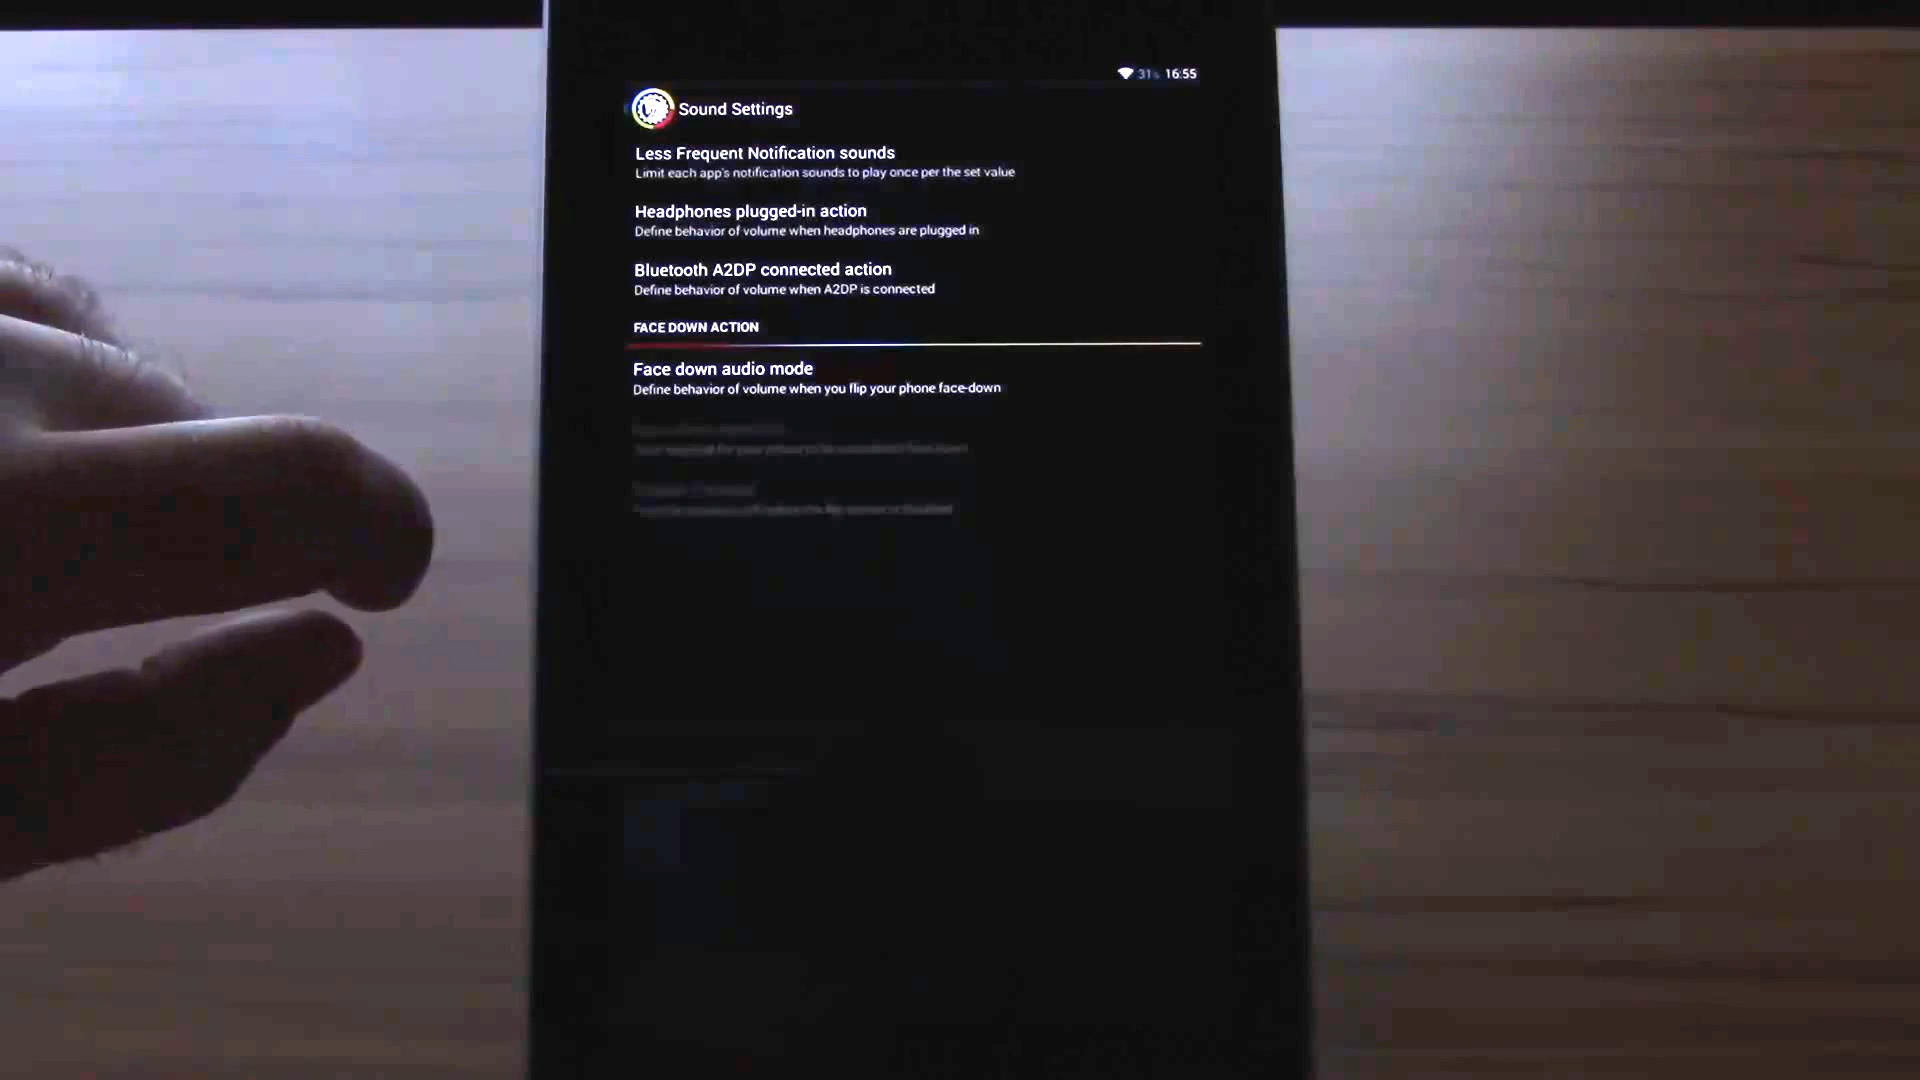 31% 16:55
Sound Settings
Less Frequent Notification sounds
Limit each app's notification sounds to play once per the set value
Headphones plugged-in action
Define behavior of volume when headphones are plugged in
Bluetooth A2DP connected action
Define behavior of volume when A2DP is connected
FACE DOWN ACTION
Face down audio mode
Define behavior of volume when you flip your phone face-down